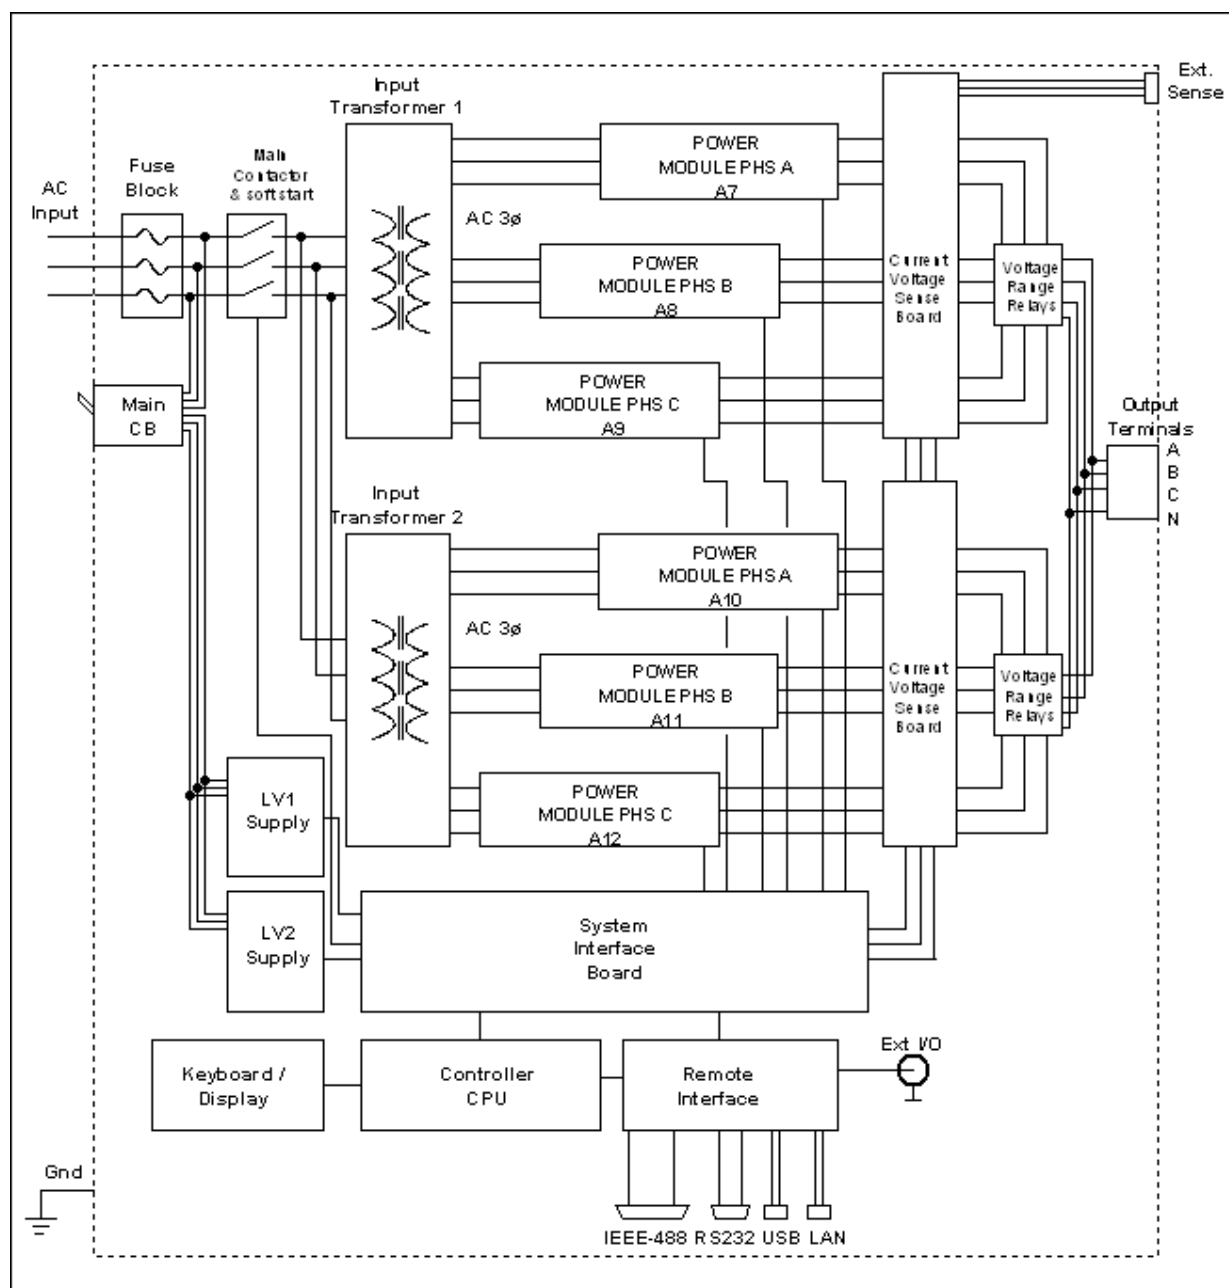 Ext.
Sense
Input
Transformer 1
Main
Contactor
& soft start
Fuse
Block
AC
Input
POWER
MODULE PHS A
A7
AC 3ø
POWER
MODULE PHS B
A8
Current
Voltage
Sense
Board
Voltage
Range
Relays
POWER
MODULE PHS C
A9
Main
CB
Output
Terminals
A
B
C
N
Input
Transformer 2
POWER
MODULE PHS A
A10
AC 3ø
POWER
MODULE PHS B
A11
Current
Voltage
Sense
Board
Voltage
Range
Relays
POWER
MODULE PHS C
A12
LV1
Supply
LV2
Supply
System
Interface
Board
Keyboard /
Display
Controller
CPU
Remote
Interface
Ext I/O
Gnd
IEEE-488 RS232 USB LAN